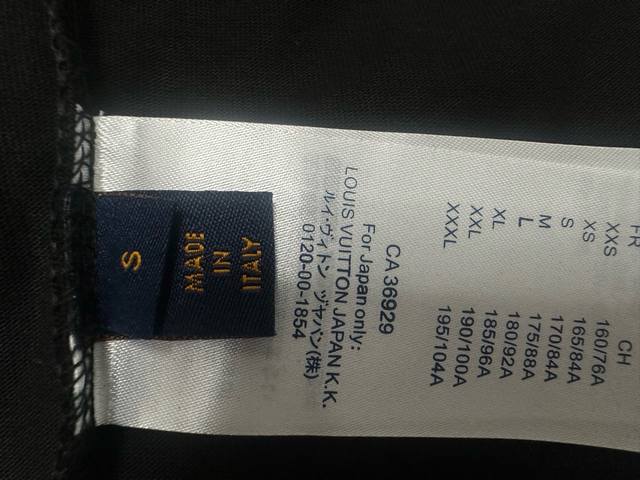 FR CH
XXS 160/76A
XS 165/84A
S 170/84A
M 175/88A
L 180/92A
XL 185/96A
XXL 190/100A
XXXL 195/104A
CA 36929
For Japan only:
LOUIS VUITTON JAPAN K.K.
ルイ.ヴィトン ヅヤパン(株)
0120-00-1854
S
MADE
IN
ITALY